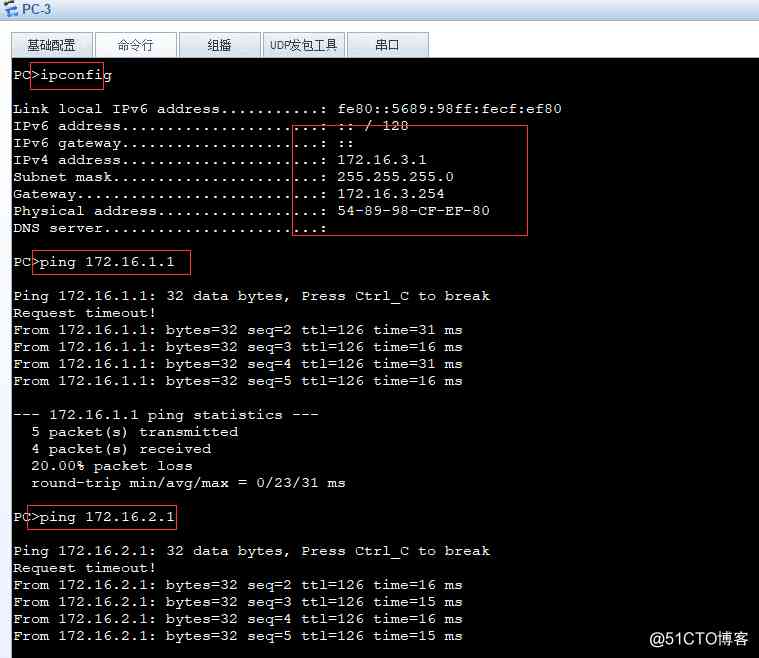 PC-3
基础配置 命令行 组播 UDP发包工具 串口
PC>ipconfig
Link local IPv6 address...........: fe80::5689:98ff:fecf:ef80
IPv6 address......................: :: / 128
IPv6 gateway......................: ::
IPv4 address......................: 172.16.3.1
Subnet mask.......................: 255.255.255.0
Gateway...........................: 172.16.3.254
Physical address..................: 54-89-98-CF-EF-80
DNS server........................:
PC>ping 172.16.1.1
Ping 172.16.1.1: 32 data bytes, Press Ctrl_C to break
Request timeout!
From 172.16.1.1: bytes=32 seq=2 ttl=126 time=31 ms
From 172.16.1.1: bytes=32 seq=3 ttl=126 time=16 ms
From 172.16.1.1: bytes=32 seq=4 ttl=126 time=31 ms
From 172.16.1.1: bytes=32 seq=5 ttl=126 time=16 ms
--- 172.16.1.1 ping statistics ---
5 packet(s) transmitted
4 packet(s) received
20.00% packet loss
round-trip min/avg/max = 0/23/31 ms
PC>ping 172.16.2.1
Ping 172.16.2.1: 32 data bytes, Press Ctrl_C to break
Request timeout!
From 172.16.2.1: bytes=32 seq=2 ttl=126 time=16 ms
From 172.16.2.1: bytes=32 seq=3 ttl=126 time=15 ms
From 172.16.2.1: bytes=32 seq=4 ttl=126 time=16 ms
From 172.16.2.1: bytes=32 seq=5 ttl=126 time=15 ms
@51CTO博客